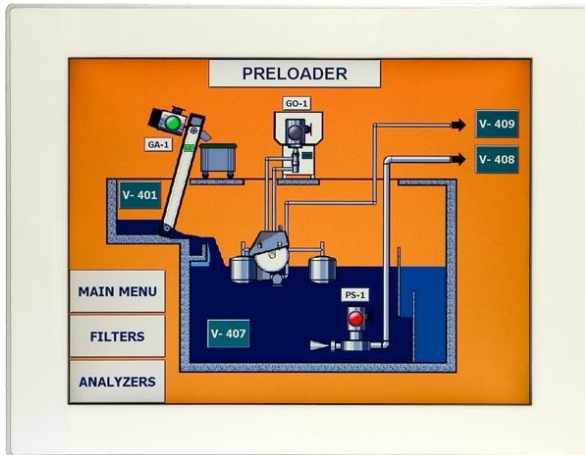 PRELOADER
GO-1
GA-1
V- 409
V- 408
V- 401
MAIN MENU
PS-1
FILTERS
V- 407
ANALYZERS